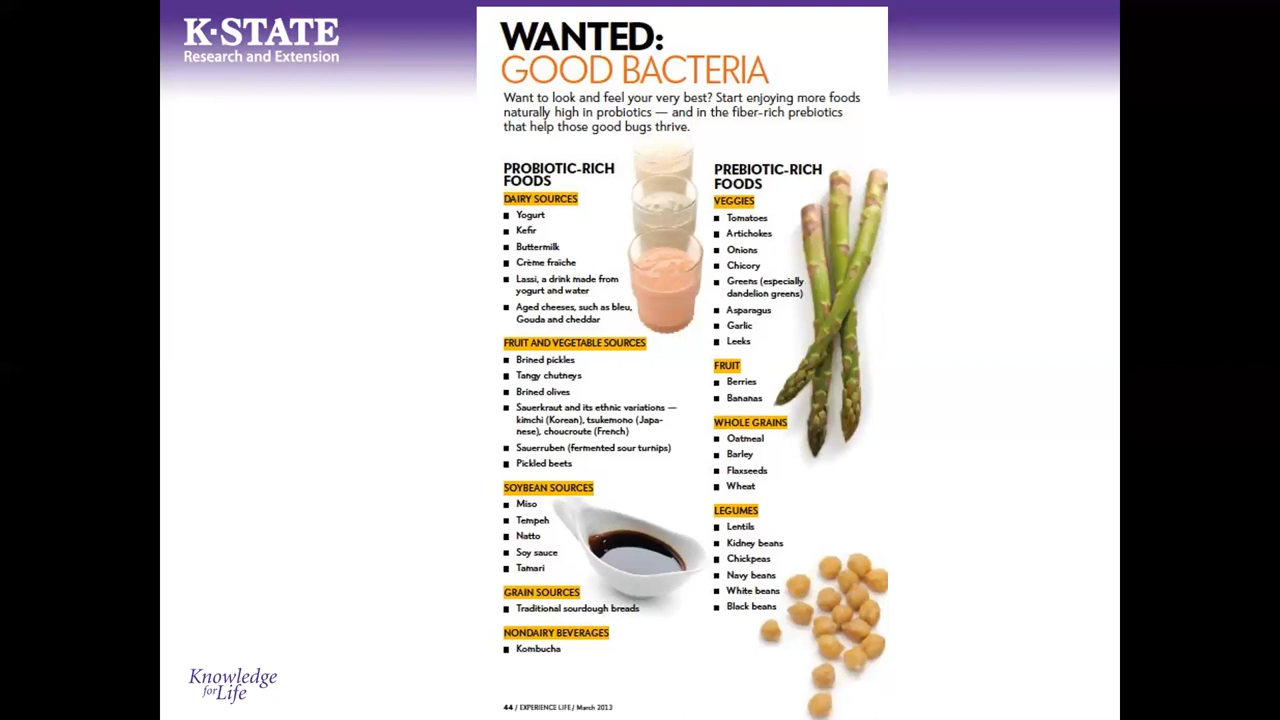 K-STATE
Research and Extension
WANTED:
GOOD BACTERIA
Want to look and feel your very best? Start enjoying more foods
naturally high in probiotics — and in the fiber-rich prebiotics
that help those good bugs thrive.
PROBIOTIC-RICH
FOODS
DAIRY SOURCES
Yogurt
Kefir
Buttermilk
Crème fraîche
Lassi, a drink made from
yogurt and water
Aged cheeses, such as bleu,
Gouda and cheddar
FRUIT AND VEGETABLE SOURCES
Brined pickles
Tangy chutneys
Brined olives
Sauerkraut and its ethnic variations —
kimchi (Korean), tsukemono (Japa-
nese), choucroute (French)
Sauerruben (fermented sour turnips)
Pickled beets
SOYBEAN SOURCES
Miso
Tempeh
Natto
Soy sauce
Tamari
GRAIN SOURCES
Traditional sourdough breads
NONDAIRY BEVERAGES
Kombucha
PREBIOTIC-RICH
FOODS
VEGGIES
Tomatoes
Artichokes
Onions
Chicory
Greens (especially
dandelion greens)
Asparagus
Garlic
Leeks
FRUIT
Berries
Bananas
WHOLE GRAINS
Oatmeal
Barley
Flaxseeds
Wheat
LEGUMES
Lentils
Kidney beans
Chickpeas
Navy beans
White beans
Black beans
44 / EXPERIENCE LIFE / March 2013
Knowledge
for Life